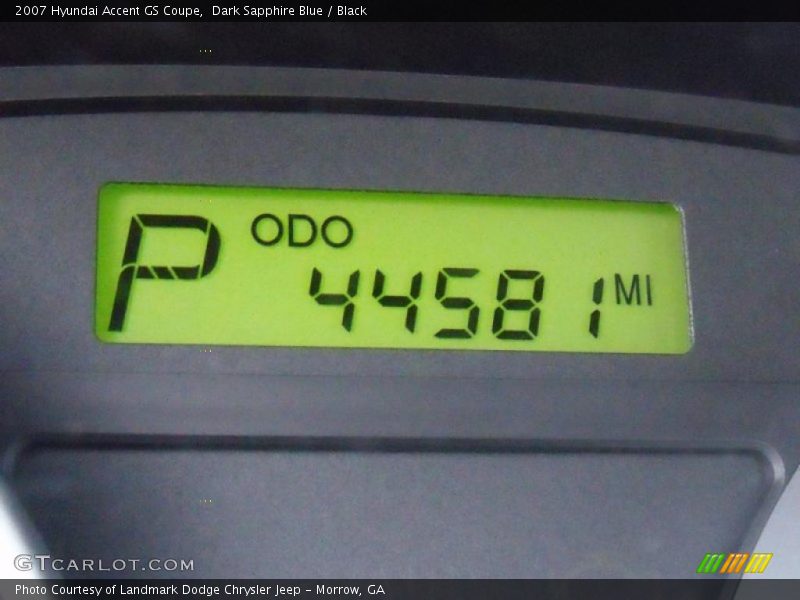 2007 Hyundai Accent GS Coupe,  Dark Sapphire Blue / Black
P ODO
44581 MI
GTCARLOT.COM
Photo Courtesy of Landmark Dodge Chrysler Jeep – Morrow, GA